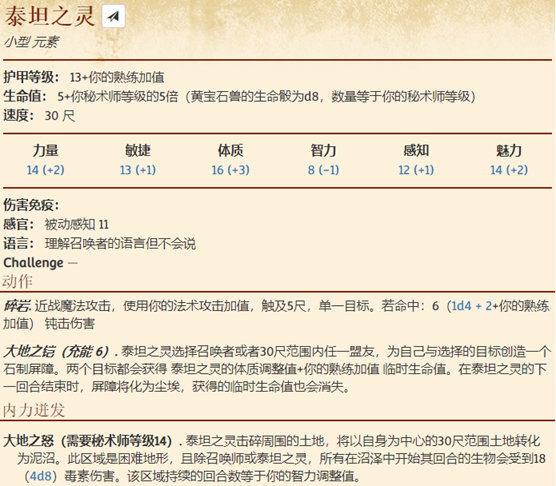 泰坦之灵
小型 元素
护甲等级： 13+你的熟练加值
生命值： 5+你秘术师等级的5倍（黄宝石兽的生命骰为d8，数量等于你的秘术师等级）
速度： 30 尺
力量 敏捷 体质 智力 感知 魅力
14 (+2) 13 (+1) 16 (+3) 8 (−1) 12 (+1) 14 (+2)
伤害免疫：
感官： 被动感知 11
语言： 理解召唤者的语言但不会说
Challenge —
动作
碎岩. 近战魔法攻击，使用你的法术攻击加值，触及5尺，单一目标。若命中：6（1d4 + 2+你的熟练
加值） 钝击伤害
大地之铠（充能 6）. 泰坦之灵选择召唤者或者30尺范围内任一盟友，为自己与选择的目标创造一个
石制屏障。两个目标都会获得 泰坦之灵的体质调整值+你的熟练加值 临时生命值。在泰坦之灵的下
一回合结束时，屏障将化为尘埃，获得的临时生命值也会消失。
内力迸发
大地之怒（需要秘术师等级14）. 泰坦之灵击碎周围的土地，将以自身为中心的30尺范围土地转化
为泥沼。此区域是困难地形，且除召唤师或泰坦之灵，所有在沼泽中开始其回合的生物会受到18
（4d8）毒素伤害。该区域持续的回合数等于你的智力调整值。